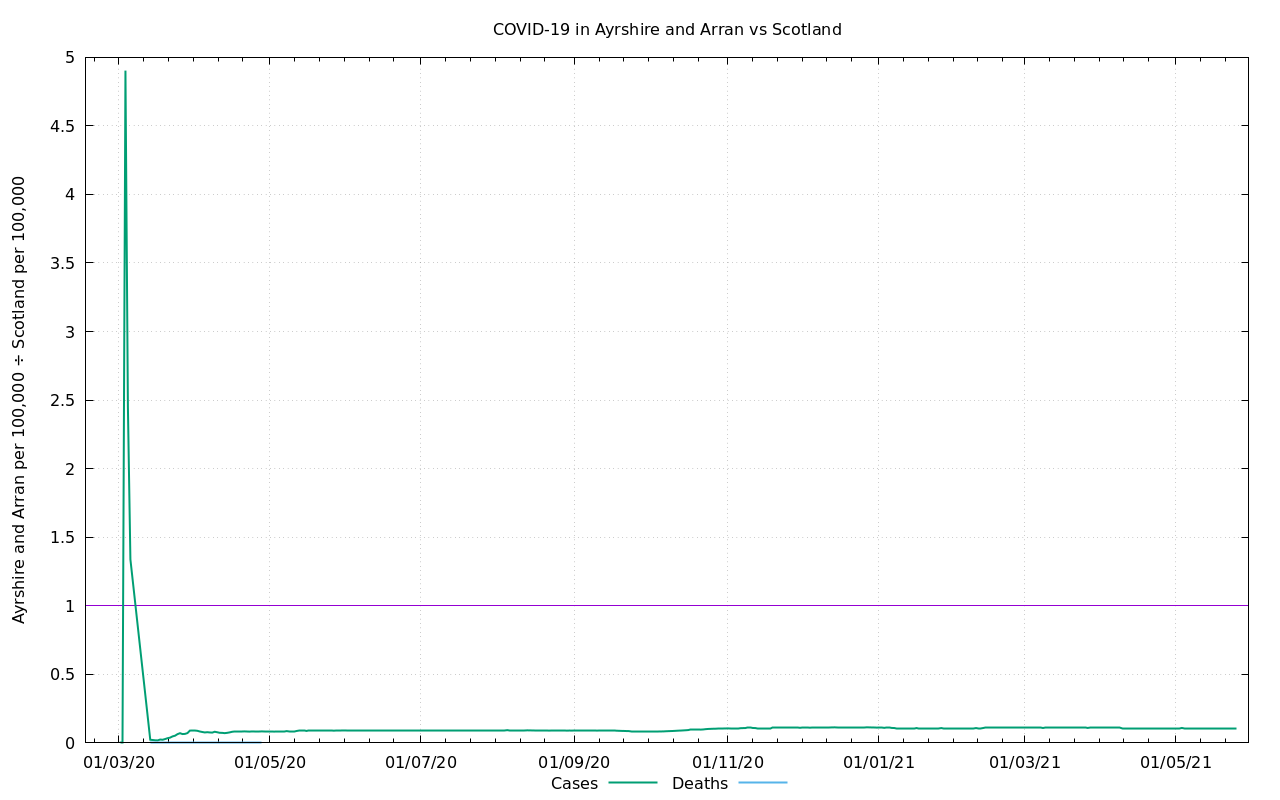 COVID-19 in Ayrshire and Arran vs Scotland
Ayrshire and Arran per 100,000 ÷ Scotland per 100,000
5
4.5
4
3.5
3
2.5
2
1.5
1
0.5
0
01/03/20 01/05/20 01/07/20 01/09/20 01/11/20 01/01/21 01/03/21 01/05/21
Cases Deaths